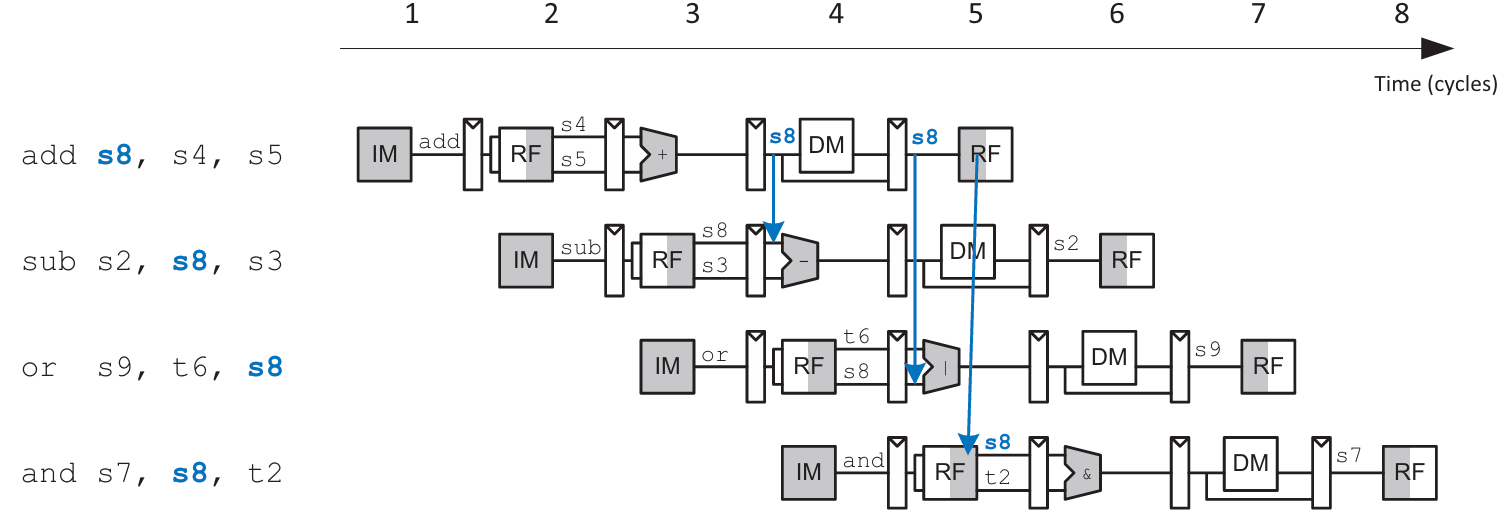 1 2 3 4 5 6 7 8
Time (cycles)
add s8, s4, s5
IM add RF s4 s5 + s8 DM s8 RF
sub s2, s8, s3
IM sub RF s8 s3 - DM s2 RF
or s9, t6, s8
IM or RF t6 s8 | DM s9 RF
and s7, s8, t2
IM and RF s8 t2 & DM s7 RF